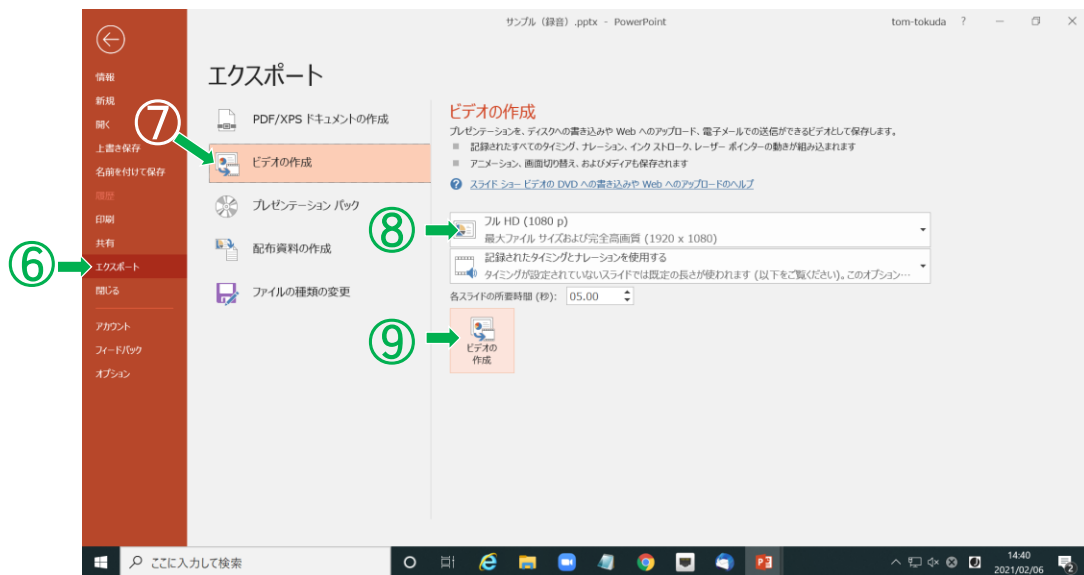 サンプル（録音）.pptx - PowerPoint
tom-tokuda ?
情報
新規
開く
上書き保存
名前を付けて保存
履歴
印刷
共有
⑥
エクスポート
閉じる
アカウント
フィードバック
オプション
エクスポート
PDF/XPS ドキュメントの作成
⑦
ビデオの作成
プレゼンテーション パック
配布資料の作成
ファイルの種類の変更
ビデオの作成
プレゼンテーションを、ディスクへの書き込みや Web へのアップロード、電子メールでの送信ができるビデオとして保存します。
記録されたすべてのタイミング、ナレーション、インク ストローク、レーザー ポインターの動きが組み込まれます
アニメーション、画面切り替え、およびメディアも保存されます
スライド ショー ビデオの DVD への書き込みや Web へのアップロードのヘルプ
⑧
フル HD (1080 p)
最大ファイル サイズおよび完全高画質 (1920 x 1080)
記録されたタイミングとナレーションを使用する
タイミングが設定されていないスライドでは既定の長さが使われます (以下をご覧ください)。このオプション…
各スライドの所要時間 (秒): 05.00
⑨
ビデオの
作成
ここに入力して検索
14:40
2021/02/06
2